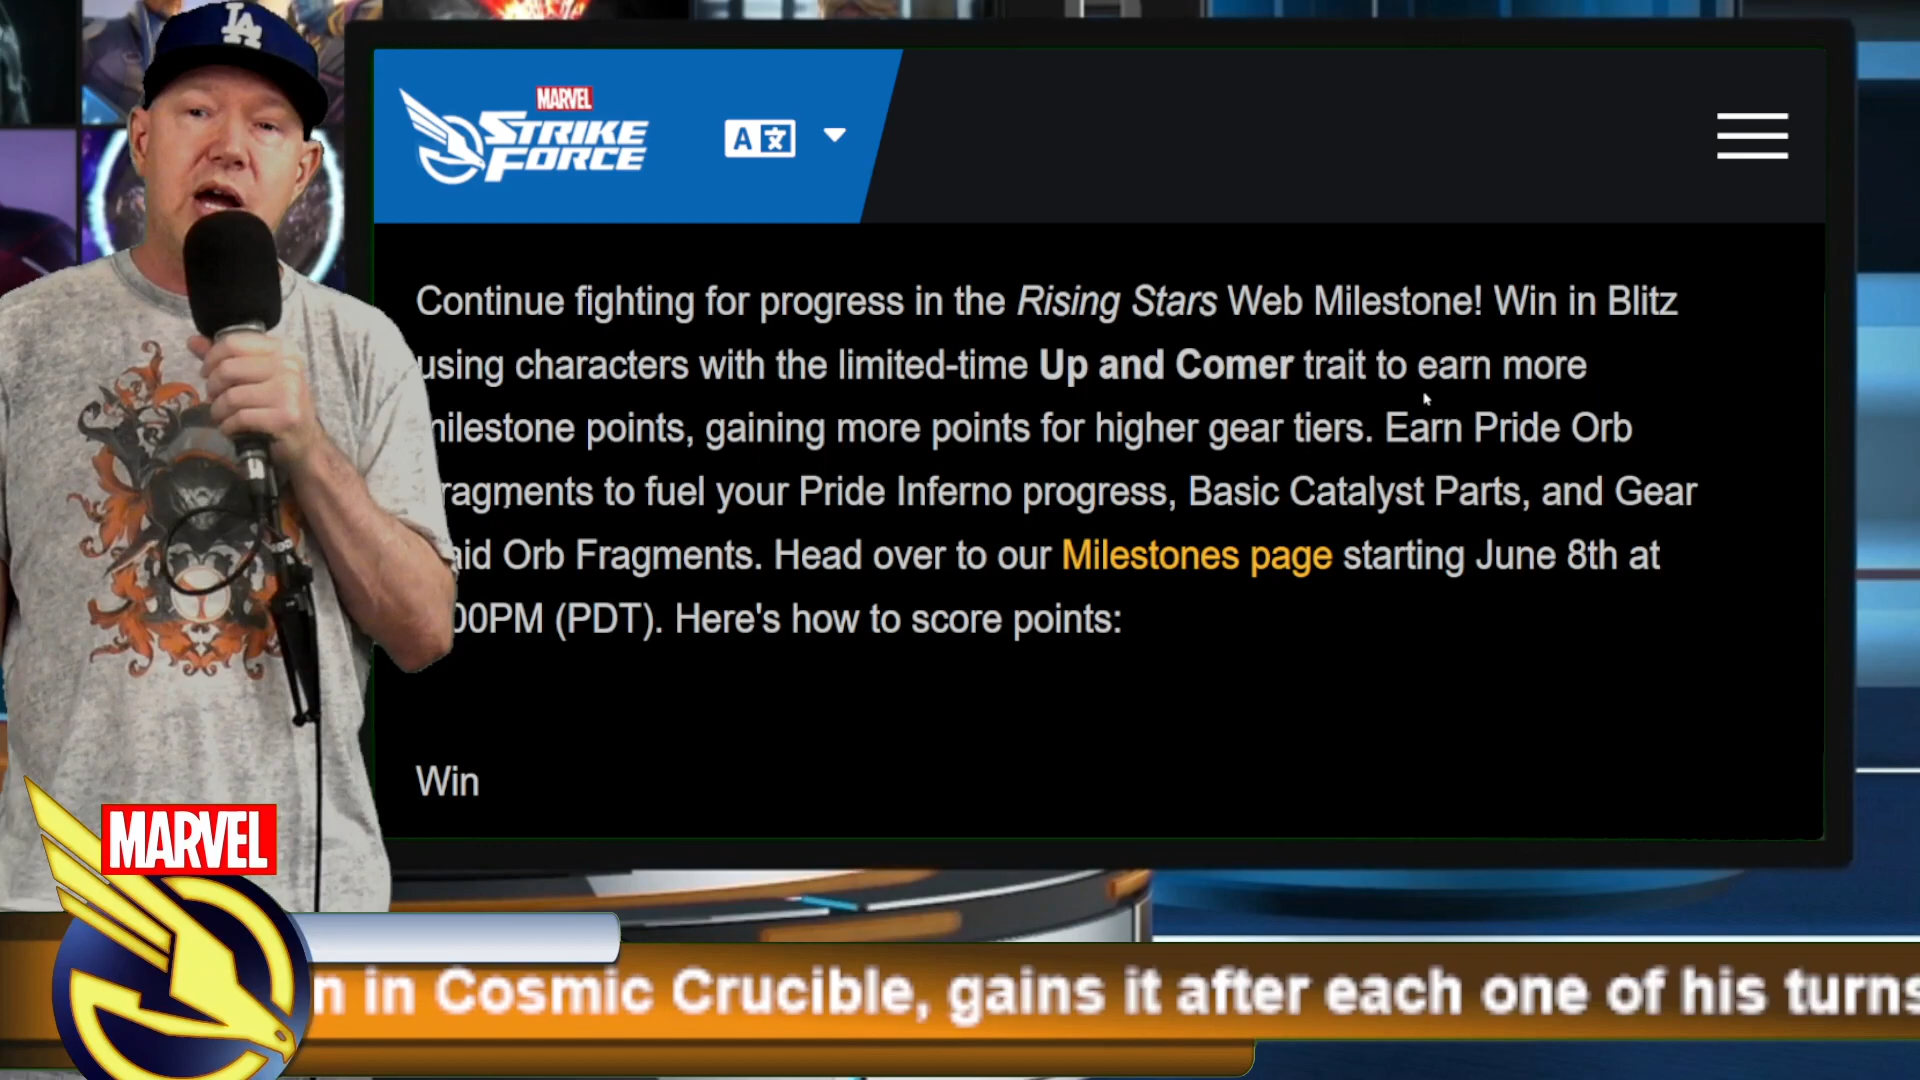 LA
MARVEL
STRIKE
FORCE
A 文
Continue fighting for progress in the Rising Stars Web Milestone! Win in Blitz
using characters with the limited-time Up and Comer trait to earn more
milestone points, gaining more points for higher gear tiers. Earn Pride Orb
ragments to fuel your Pride Inferno progress, Basic Catalyst Parts, and Gear
aid Orb Fragments. Head over to our Milestones page starting June 8th at
00PM (PDT). Here's how to score points:
Win
MARVEL
n in Cosmic Crucible, gains it after each one of his turns